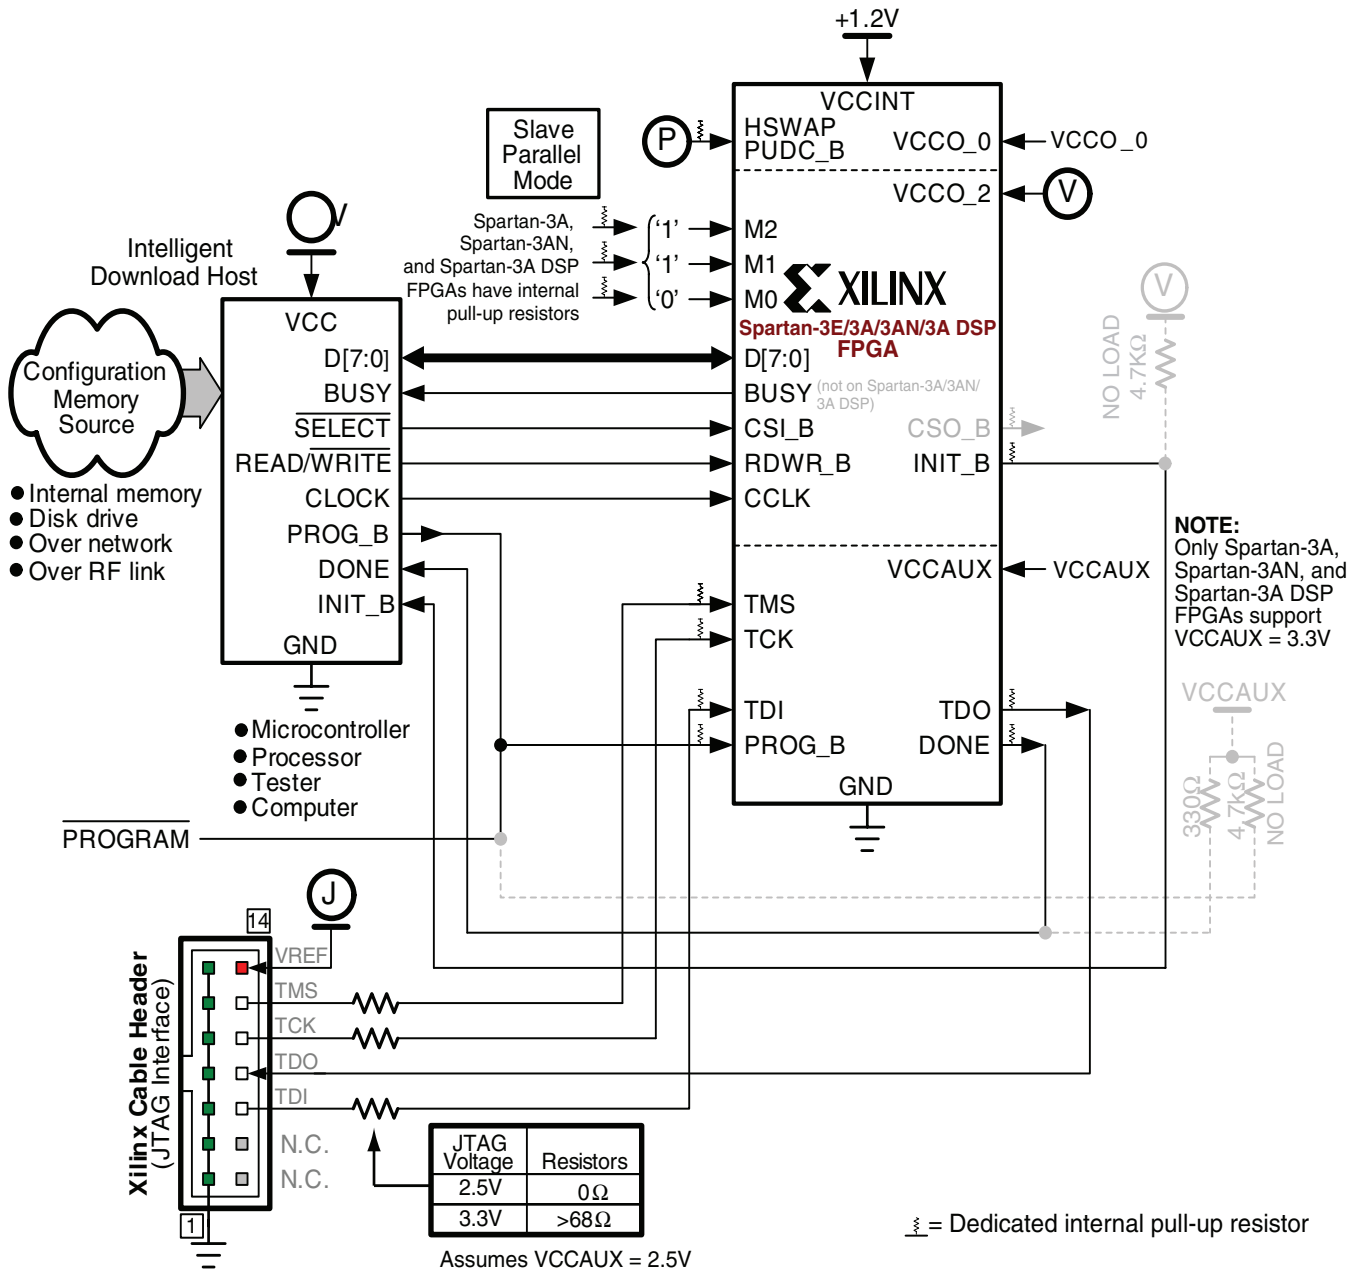 +1.2V
VCCINT
HSWAP
PUDC_B
VCCO_0
VCCO_0
P
Slave
Parallel
Mode
VCCO_2
V
Spartan-3A,
Spartan-3AN,
and Spartan-3A DSP
FPGAs have internal
pull-up resistors
'1'
'1'
'0'
M2
M1
M0
XILINX
Spartan-3E/3A/3AN/3A DSP
FPGA
V
Intelligent
Download Host
VCC
Configuration
Memory
Source
Internal memory
Disk drive
Over network
Over RF link
D[7:0]
BUSY
SELECT
READ/WRITE
CLOCK
PROG_B
DONE
INIT_B
GND
Microcontroller
Processor
Tester
Computer
D[7:0]
BUSY
(not on Spartan-3A/3AN/
3A DSP)
CSI_B
RDWR_B
CCLK
CSO_B
INIT_B
V
NO LOAD
4.7KΩ
NOTE:
Only Spartan-3A,
Spartan-3AN, and
Spartan-3A DSP
FPGAs support
VCCAUX = 3.3V
VCCAUX
VCCAUX
TMS
TCK
TDI
PROG_B
TDO
DONE
GND
VCCAUX
330Ω
4.7KΩ
NO LOAD
PROGRAM
J
14
VREF
TMS
TCK
TDO
TDI
N.C.
N.C.
1
Xilinx Cable Header
(JTAG Interface)
JTAG
Voltage
Resistors
2.5V
0Ω
3.3V
>68Ω
Assumes VCCAUX = 2.5V
= Dedicated internal pull-up resistor